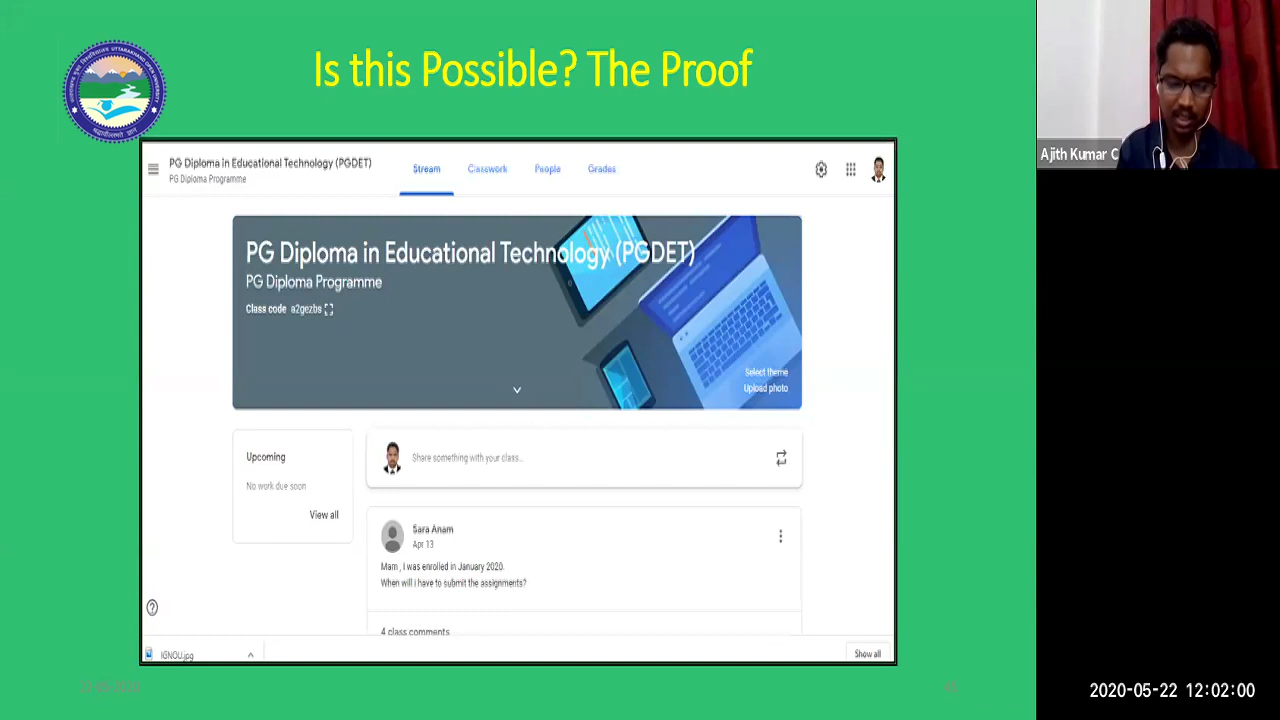 Is this Possible? The Proof
UTTARAKHAND OPEN UNIVERSITY
Ajith Kumar C
PG Diploma in Educational Technology (PGDET)
PG Diploma Programme
Stream
Classwork
People
Grades
PG Diploma in Educational Technology (PGDET)
PG Diploma Programme
Class code a2gezbs
Select theme
Upload photo
Upcoming
No work due soon
View all
Share something with your class...
Sara Anam
Apr 13
Mam , I was enrolled in January 2020.
When will i have to submit the assignments?
4 class comments
IGNOU.jpg
Show all
2020-05-22 12:02:00